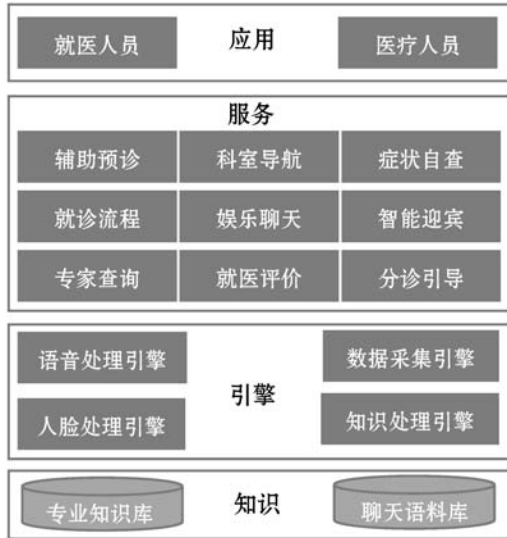 就医人员 应用 医疗人员
服务
辅助预诊 科室导航 症状自查
就诊流程 娱乐聊天 智能迎宾
专家查询 就医评价 分诊引导
语音处理引擎 数据采集引擎
引擎
人脸处理引擎 知识处理引擎
专业知识库 知识 聊天语料库